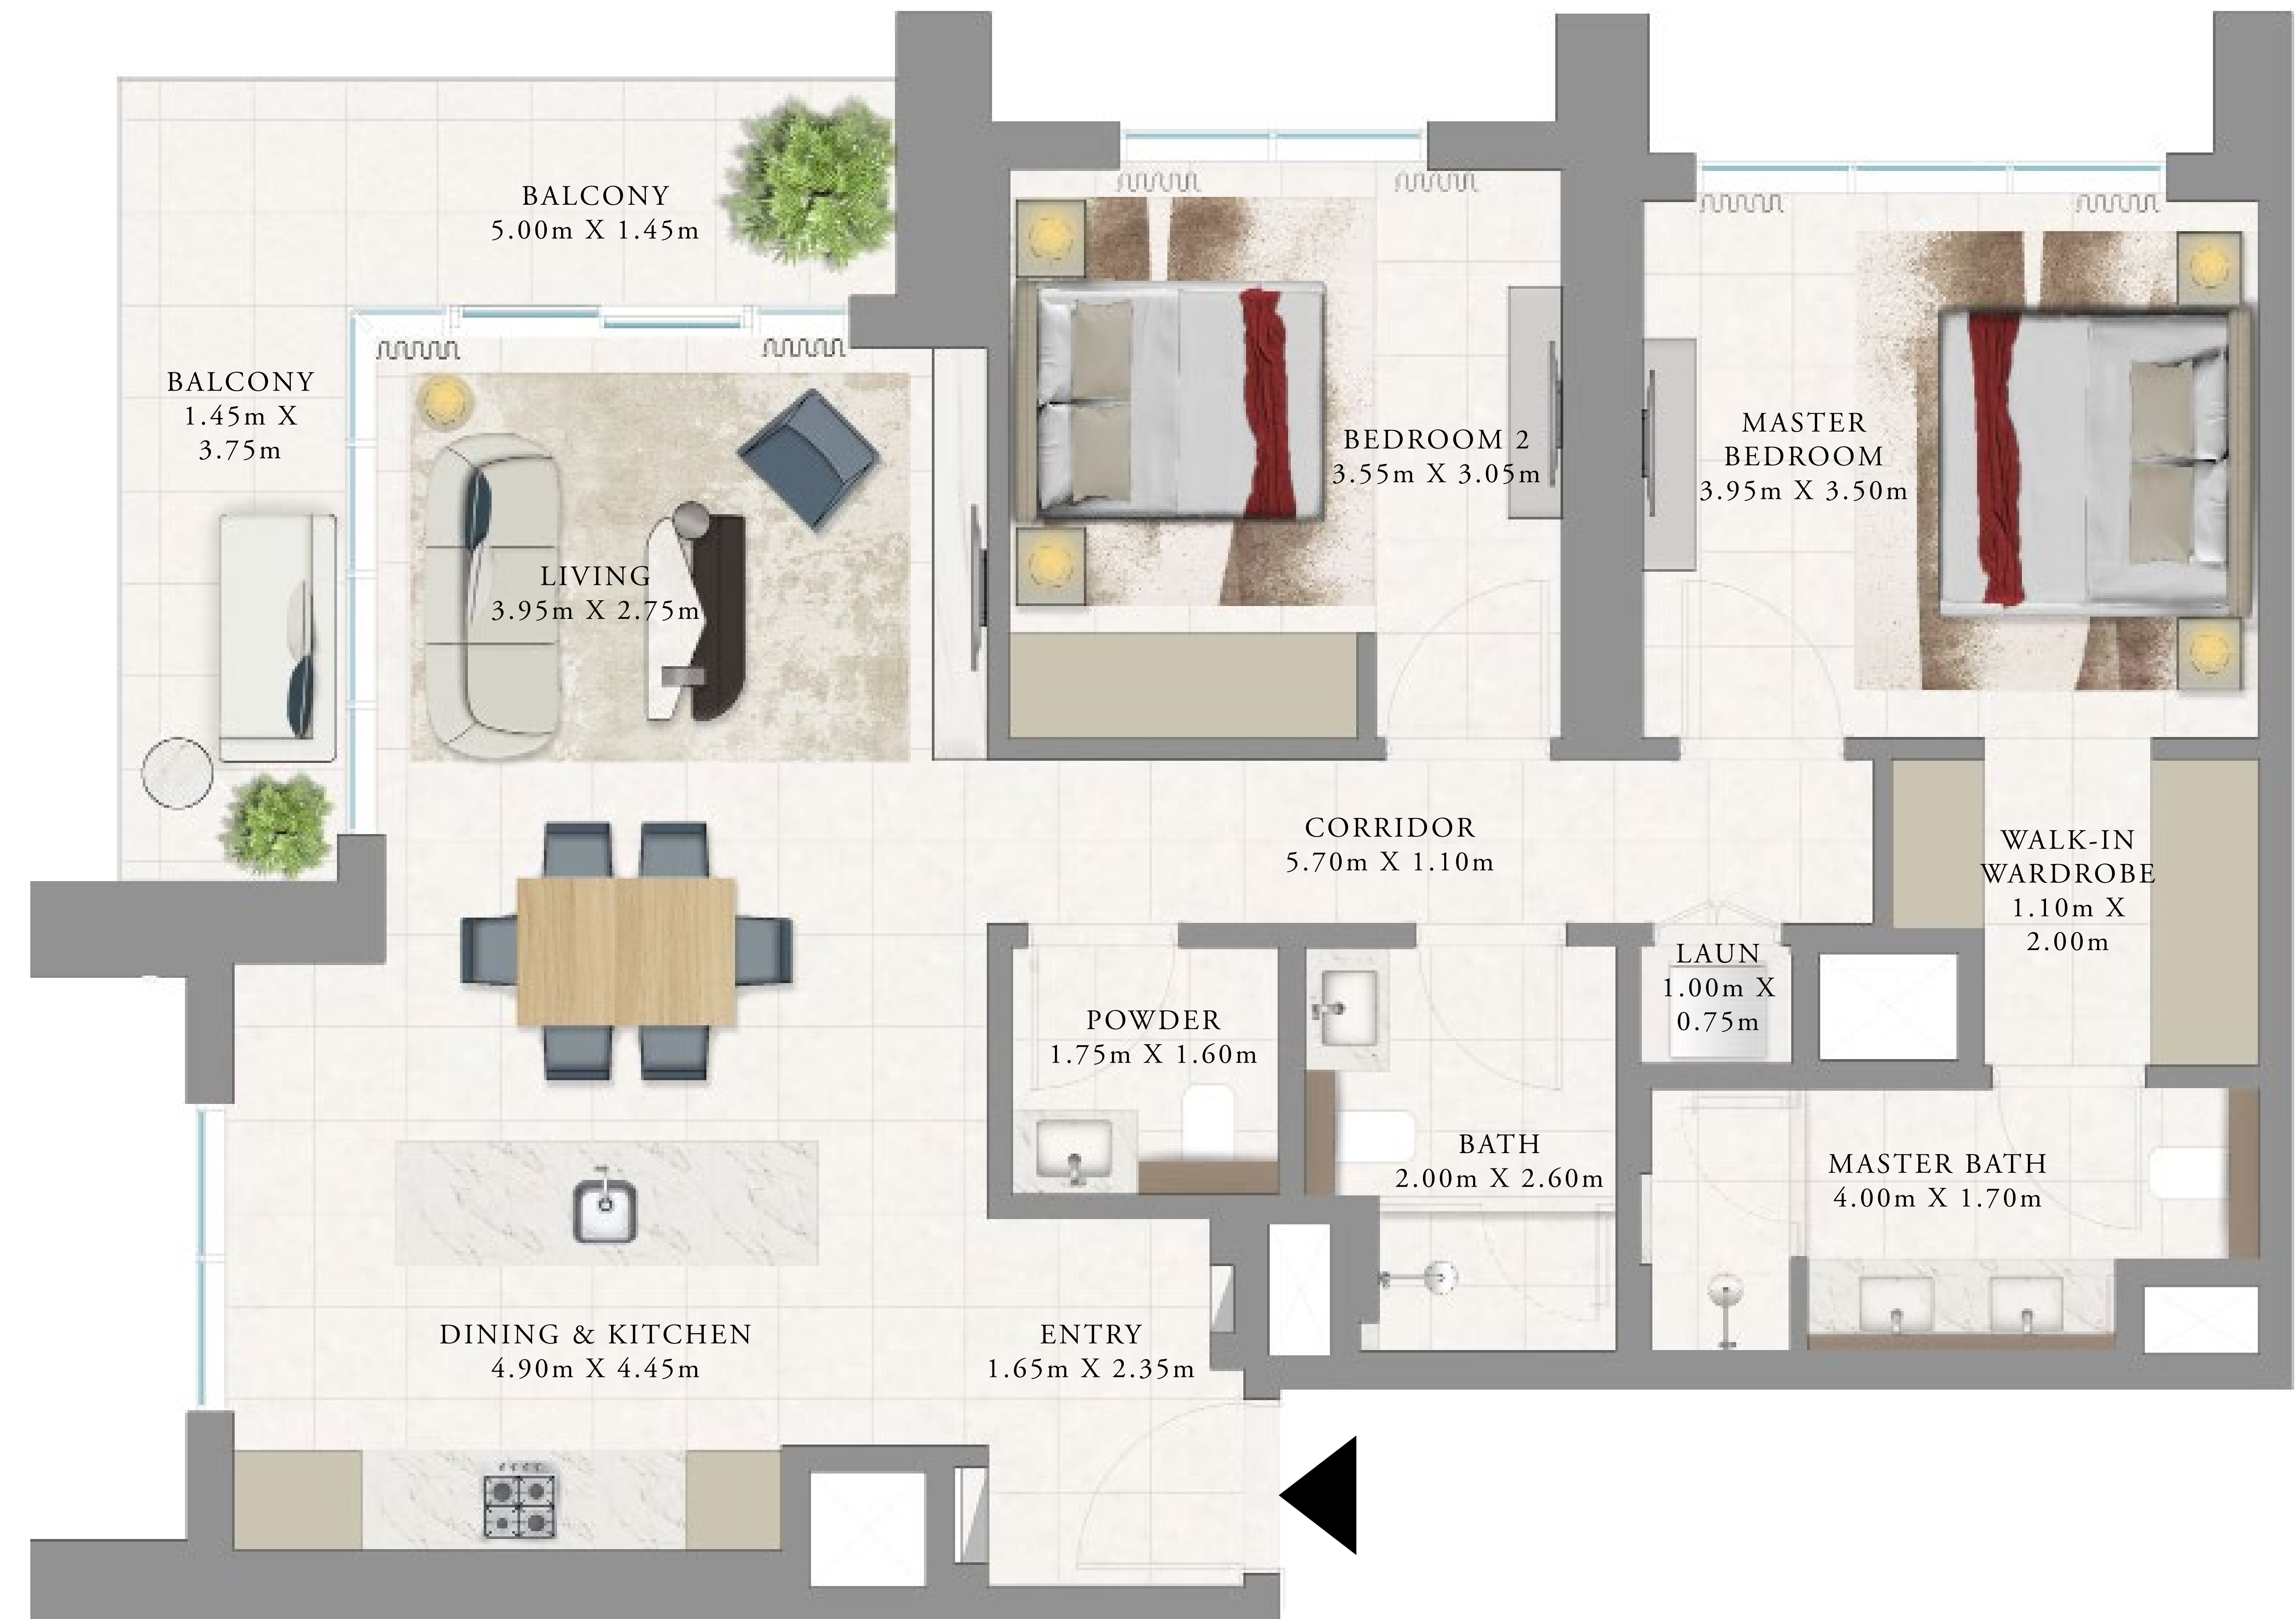 BALCONY
5.00m X 1.45m
BALCONY
1.45m X
3.75m
LIVING
3.95m X 2.75m
BEDROOM 2
3.55m X 3.05m
MASTER
BEDROOM
3.95m X 3.50m
CORRIDOR
5.70m X 1.10m
WALK-IN
WARDROBE
1.10m X
2.00m
LAUN
1.00m X
0.75m
POWDER
1.75m X 1.60m
BATH
2.00m X 2.60m
MASTER BATH
4.00m X 1.70m
DINING & KITCHEN
4.90m X 4.45m
ENTRY
1.65m X 2.35m